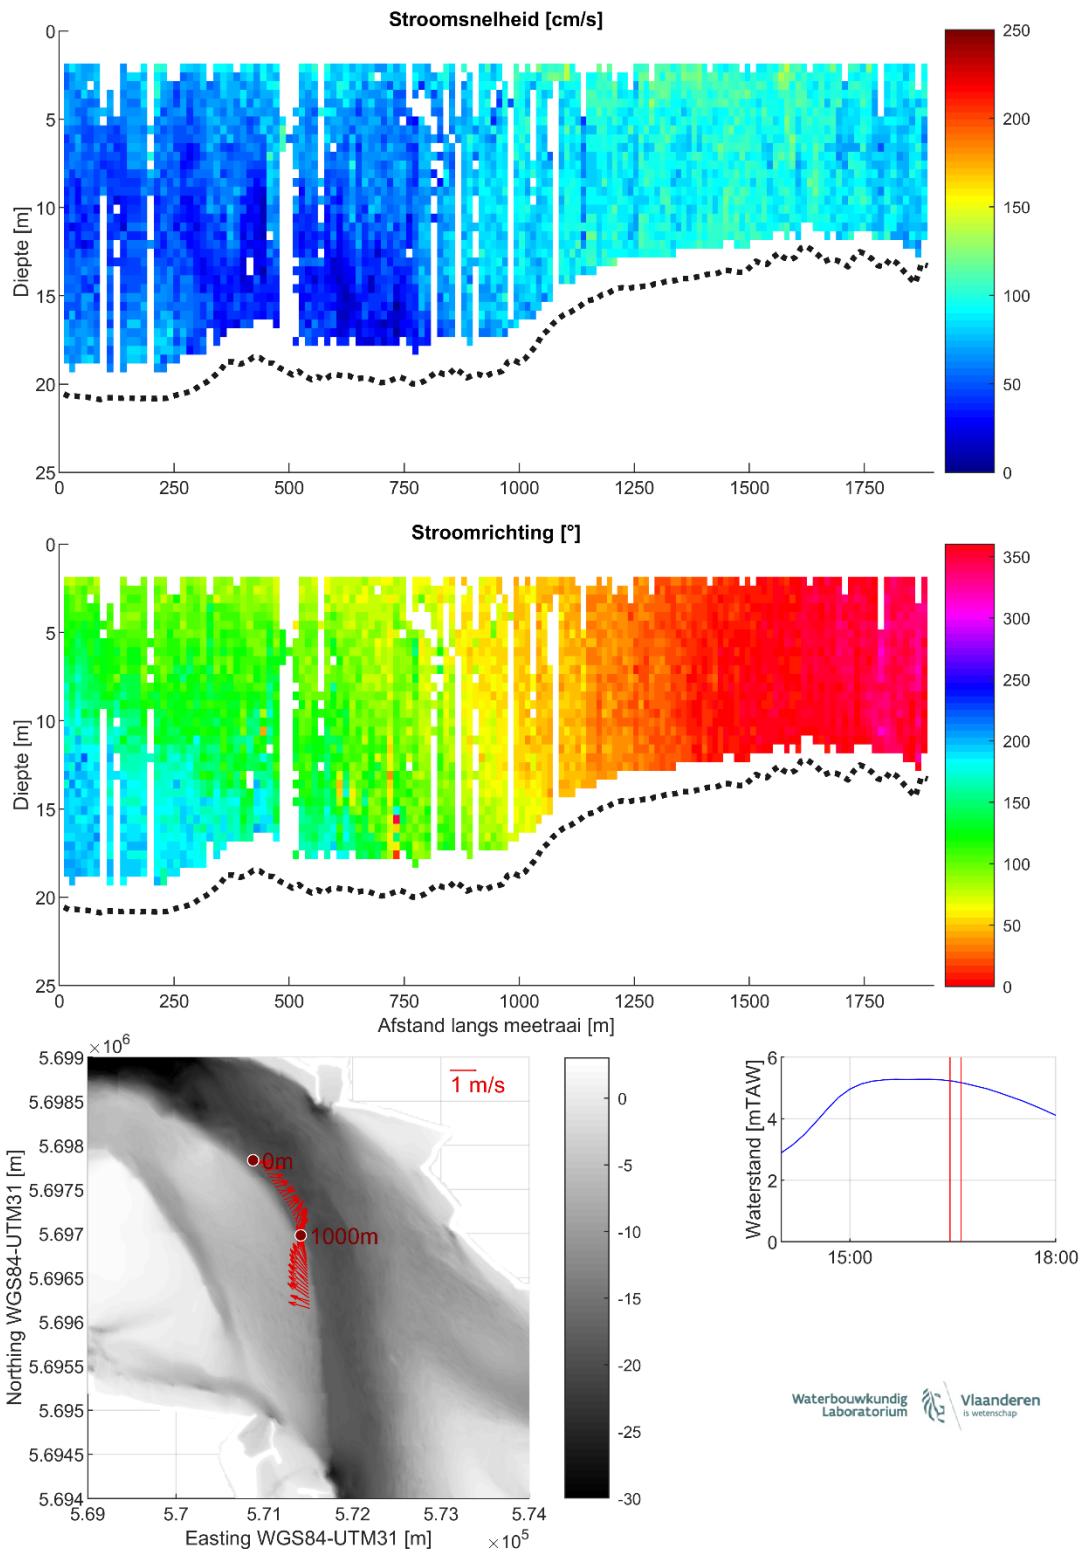 Stroomsnelheid [cm/s]
0
5
10
15
20
25
Diepte [m]
0 250 500 750 1000 1250 1500 1750
250
200
150
100
50
0
Stroomrichting [°]
0
5
10
15
20
25
Diepte [m]
0 250 500 750 1000 1250 1500 1750
Afstand langs meetraai [m]
350
300
250
200
150
100
50
0
×10⁶
5.699
5.6985
5.698
5.6975
5.697
5.6965
5.696
5.6955
5.695
5.6945
5.694
Northing WGS84-UTM31 [m]
1 m/s
0m
1000m
5.69 5.7 5.71 5.72 5.73 5.74
Easting WGS84-UTM31 [m]
×10⁵
0
-5
-10
-15
-20
-25
-30
6
4
2
0
Waterstand [mTAW]
15:00 18:00
Waterbouwkundig
Laboratorium
Vlaanderen
is wetenschap